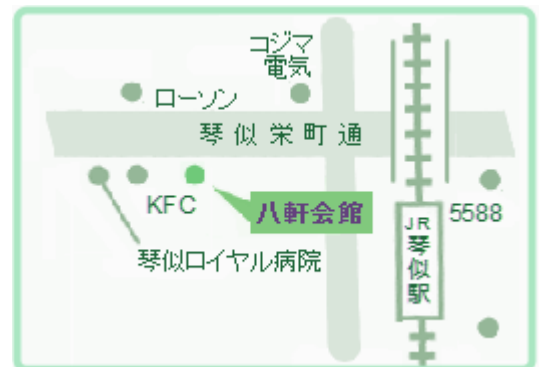 コジマ
電気
ローソン
琴似栄町通
KFC
八軒会館
5588
JR
琴似駅
琴似ロイヤル病院